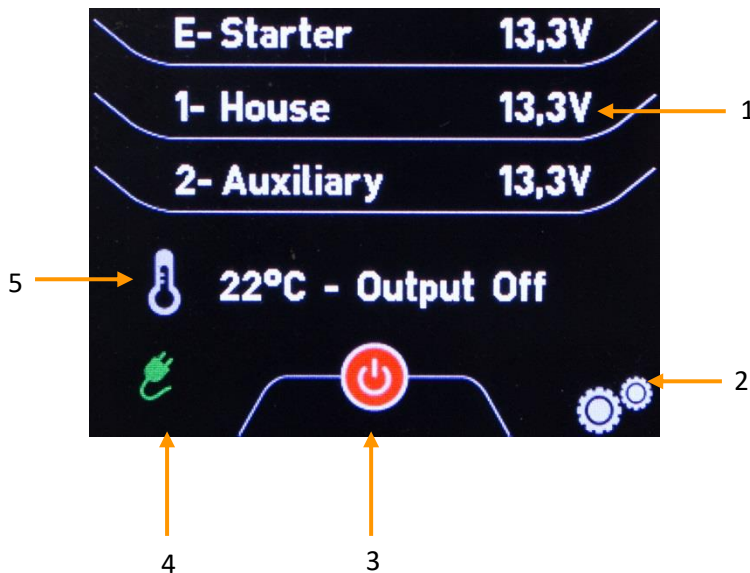 E- Starter 13,3V
1- House 13,3V
1
2- Auxiliary 13,3V
5
22°C - Output Off
2
4
3